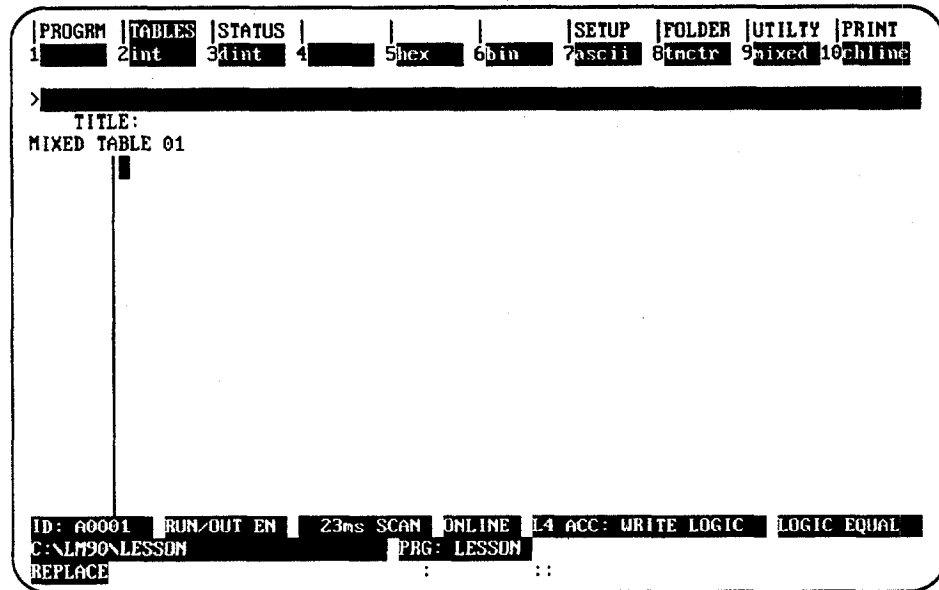 |PROGRM |TABLES |STATUS | | | |SETUP |FOLDER |UTILTY |PRINT
1 2int 3dint 4 5hex 6bin 7ascii 8tmctr 9mixed 10chline
>
TITLE:
MIXED TABLE 01
ID: A0001 RUN/OUT EN 23ms SCAN ONLINE L4 ACC: WRITE LOGIC LOGIC EQUAL
C:\LM90\LESSON PRG: LESSON
REPLACE : ::